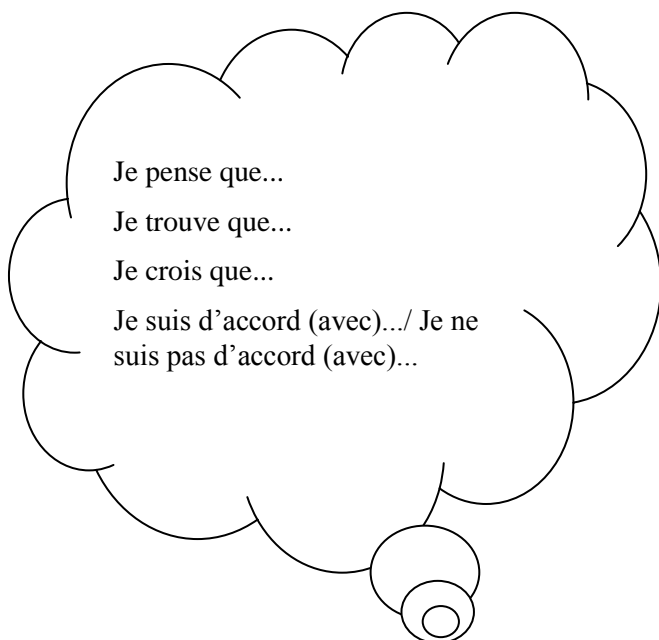 Je pense que...
Je trouve que...
Je crois que...
Je suis d’accord (avec).../ Je ne
suis pas d’accord (avec)...